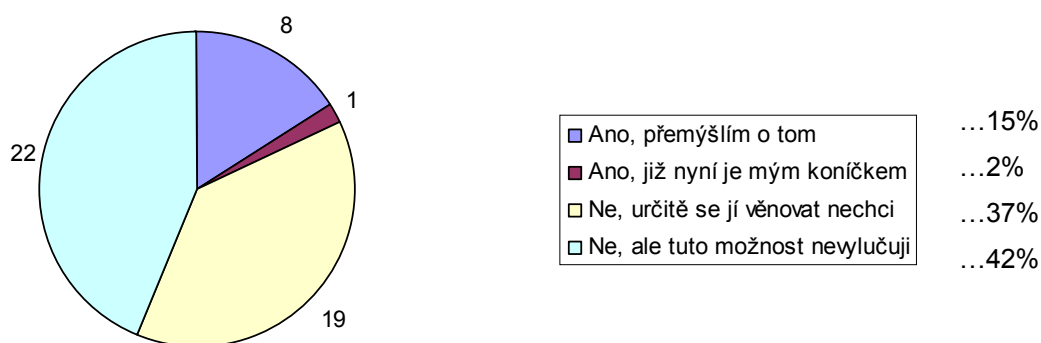 8
1
22
19
Ano, přemýšlím o tom ...15%
Ano, již nyní je mým koníčkem ...2%
Ne, určitě se jí věnovat nechci ...37%
Ne, ale tuto možnost nevylučuji ...42%